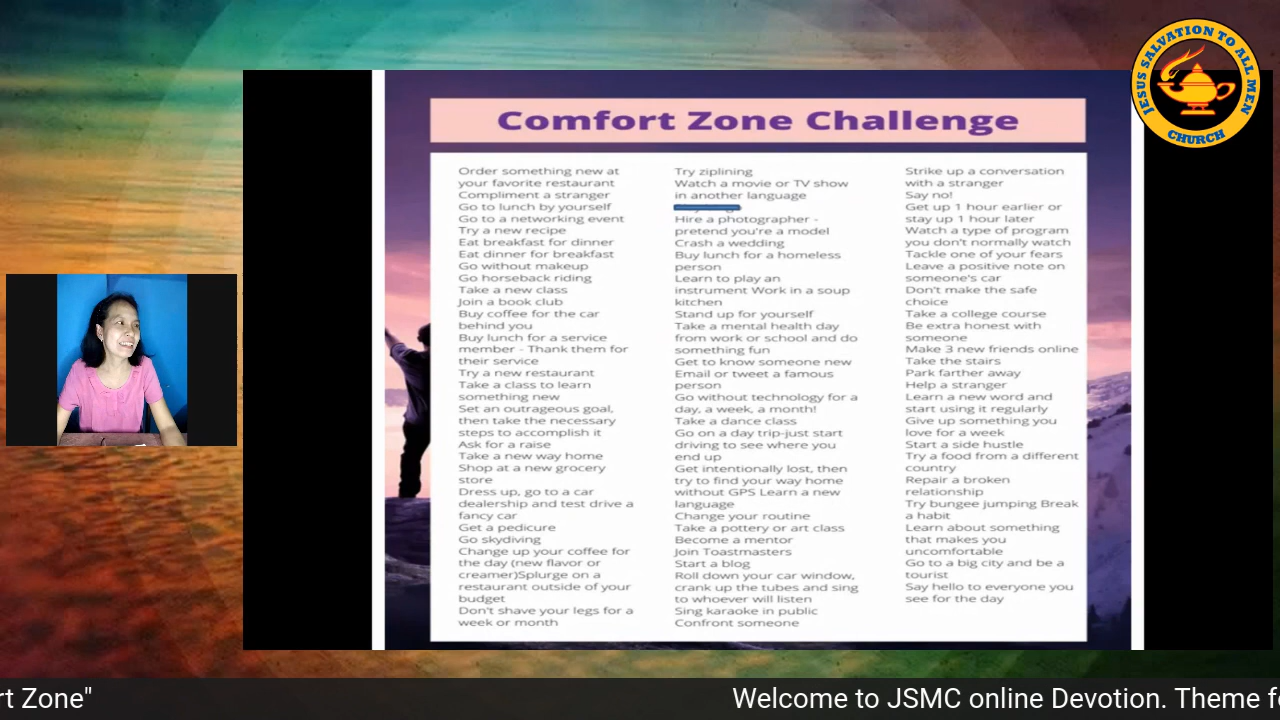 JESUS SALVATION TO ALL MEN
CHURCH
Comfort Zone Challenge
Order something new at
your favorite restaurant
Compliment a stranger
Go to lunch by yourself
Go to a networking event
Try a new recipe
Eat breakfast for dinner
Eat dinner for breakfast
Go without makeup
Go horseback riding
Take a new class
Join a book club
Buy coffee for the car
behind you
Buy lunch for a service
member - Thank them for
their service
Try a new restaurant
Take a class to learn
something new
Set an outrageous goal,
then take the necessary
steps to accomplish it
Ask for a raise
Take a new way home
Shop at a new grocery
store
Dress up, go to a car
dealership and test drive a
fancy car
Get a pedicure
Go skydiving
Change up your coffee for
the day (new flavor or
creamer)Splurge on a
restaurant outside of your
budget
Don't shave your legs for a
week or month
Try ziplining
Watch a movie or TV show
in another language
Hire a photographer -
pretend you're a model
Crash a wedding
Buy lunch for a homeless
person
Learn to play an
instrument Work in a soup
kitchen
Stand up for yourself
Take a mental health day
from work or school and do
something fun
Get to know someone new
Email or tweet a famous
person
Go without technology for a
day, a week, a month!
Take a dance class
Go on a day trip-just start
driving to see where you
end up
Get intentionally lost, then
try to find your way home
without GPS Learn a new
language
Change your routine
Take a pottery or art class
Become a mentor
Join Toastmasters
Start a blog
Roll down your car window,
crank up the tubes and sing
to whoever will listen
Sing karaoke in public
Confront someone
Strike up a conversation
with a stranger
Say no!
Get up 1 hour earlier or
stay up 1 hour later
Watch a type of program
you don't normally watch
Tackle one of your fears
Leave a positive note on
someone's car
Don't make the safe
choice
Take a college course
Be extra honest with
someone
Make 3 new friends online
Take the stairs
Park farther away
Help a stranger
Learn a new word and
start using it regularly
Give up something you
love for a week
Start a side hustle
Try a food from a different
country
Repair a broken
relationship
Try bungee jumping Break
a habit
Learn about something
that makes you
uncomfortable
Go to a big city and be a
tourist
Say hello to everyone you
see for the day
rt Zone" Welcome to JSMC online Devotion. Theme fo